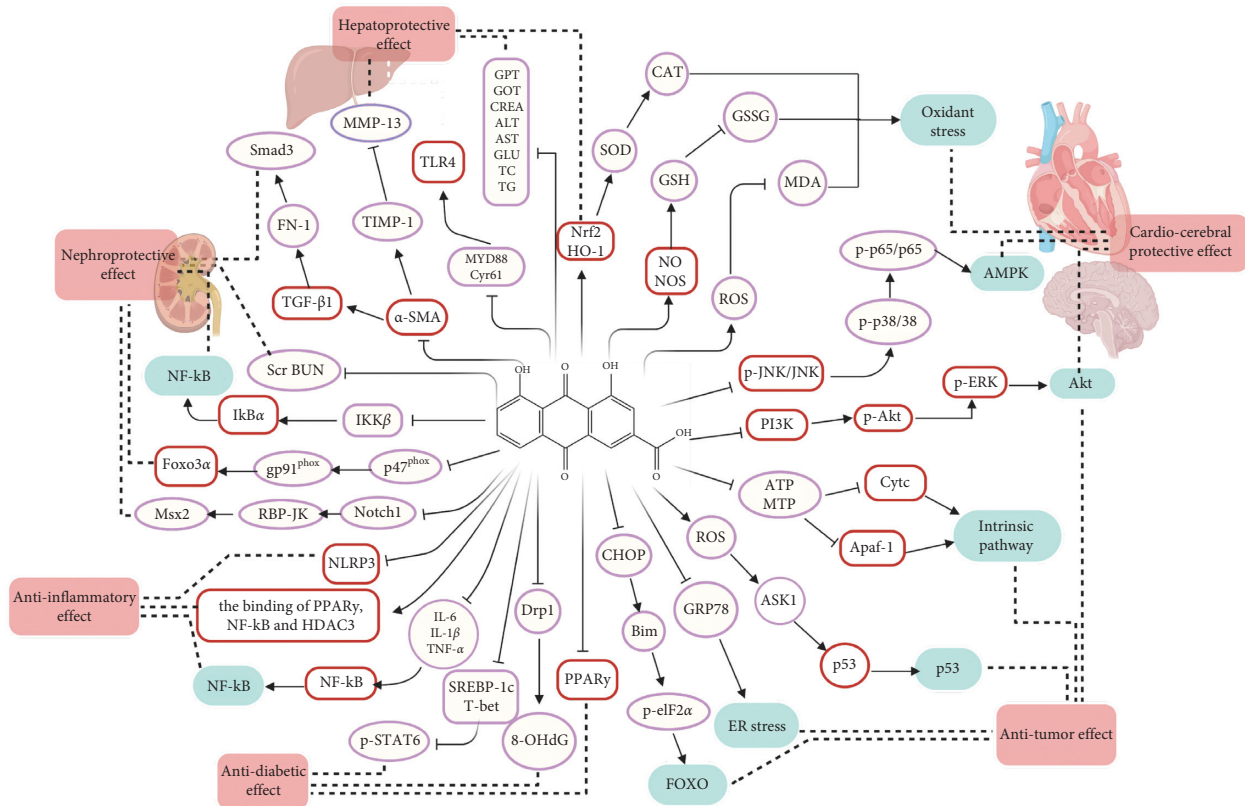 Hepatoprotective
effect
GPT
GOT
CREA
ALT
AST
GLU
TC
TG
CAT
GSSG
Oxidant
stress
MMP-13
Smad3
TLR4
SOD
GSH
MDA
FN-1
TIMP-1
Nrf2
HO-1
Nephroprotective
effect
MYD88
Cyr61
NO
NOS
p-p65/p65
Cardio-cerebral
protective effect
AMPK
TGF-β1
α-SMA
ROS
p-p38/38
NF-kB
Scr BUN
OH
O
OH
p-JNK/JNK
p-ERK
Akt
IkBα
IKKβ
OH
O
O
PI3K
p-Akt
Foxo3α
gp91phox
p47phox
ATP
MTP
Cytc
Msx2
RBP-JK
Notch1
ROS
Apaf-1
Intrinsic
pathway
NLRP3
CHOP
Anti-inflammatory
effect
the binding of PPARy,
NF-kB and HDAC3
IL-6
IL-1β
TNF-α
Drp1
Bim
GRP78
ASK1
NF-kB
NF-kB
SREBP-1c
T-bet
PPARy
p53
p53
p-STAT6
8-OHdG
p-elF2α
ER stress
Anti-tumor effect
Anti-diabetic
effect
FOXO